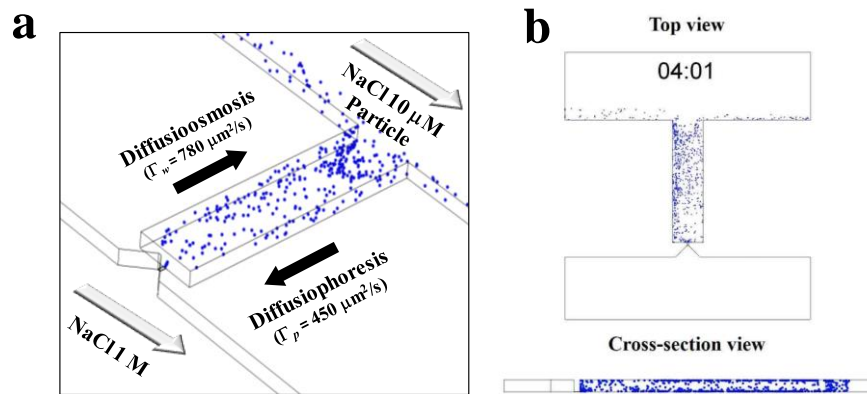 a
Diffusioosmosis
(Γw = 780 μm²/s)
NaCl 10 μM
Particle
Diffusiophoresis
(Γp = 450 μm²/s)
NaCl 1 M
b
Top view
04:01
Cross-section view